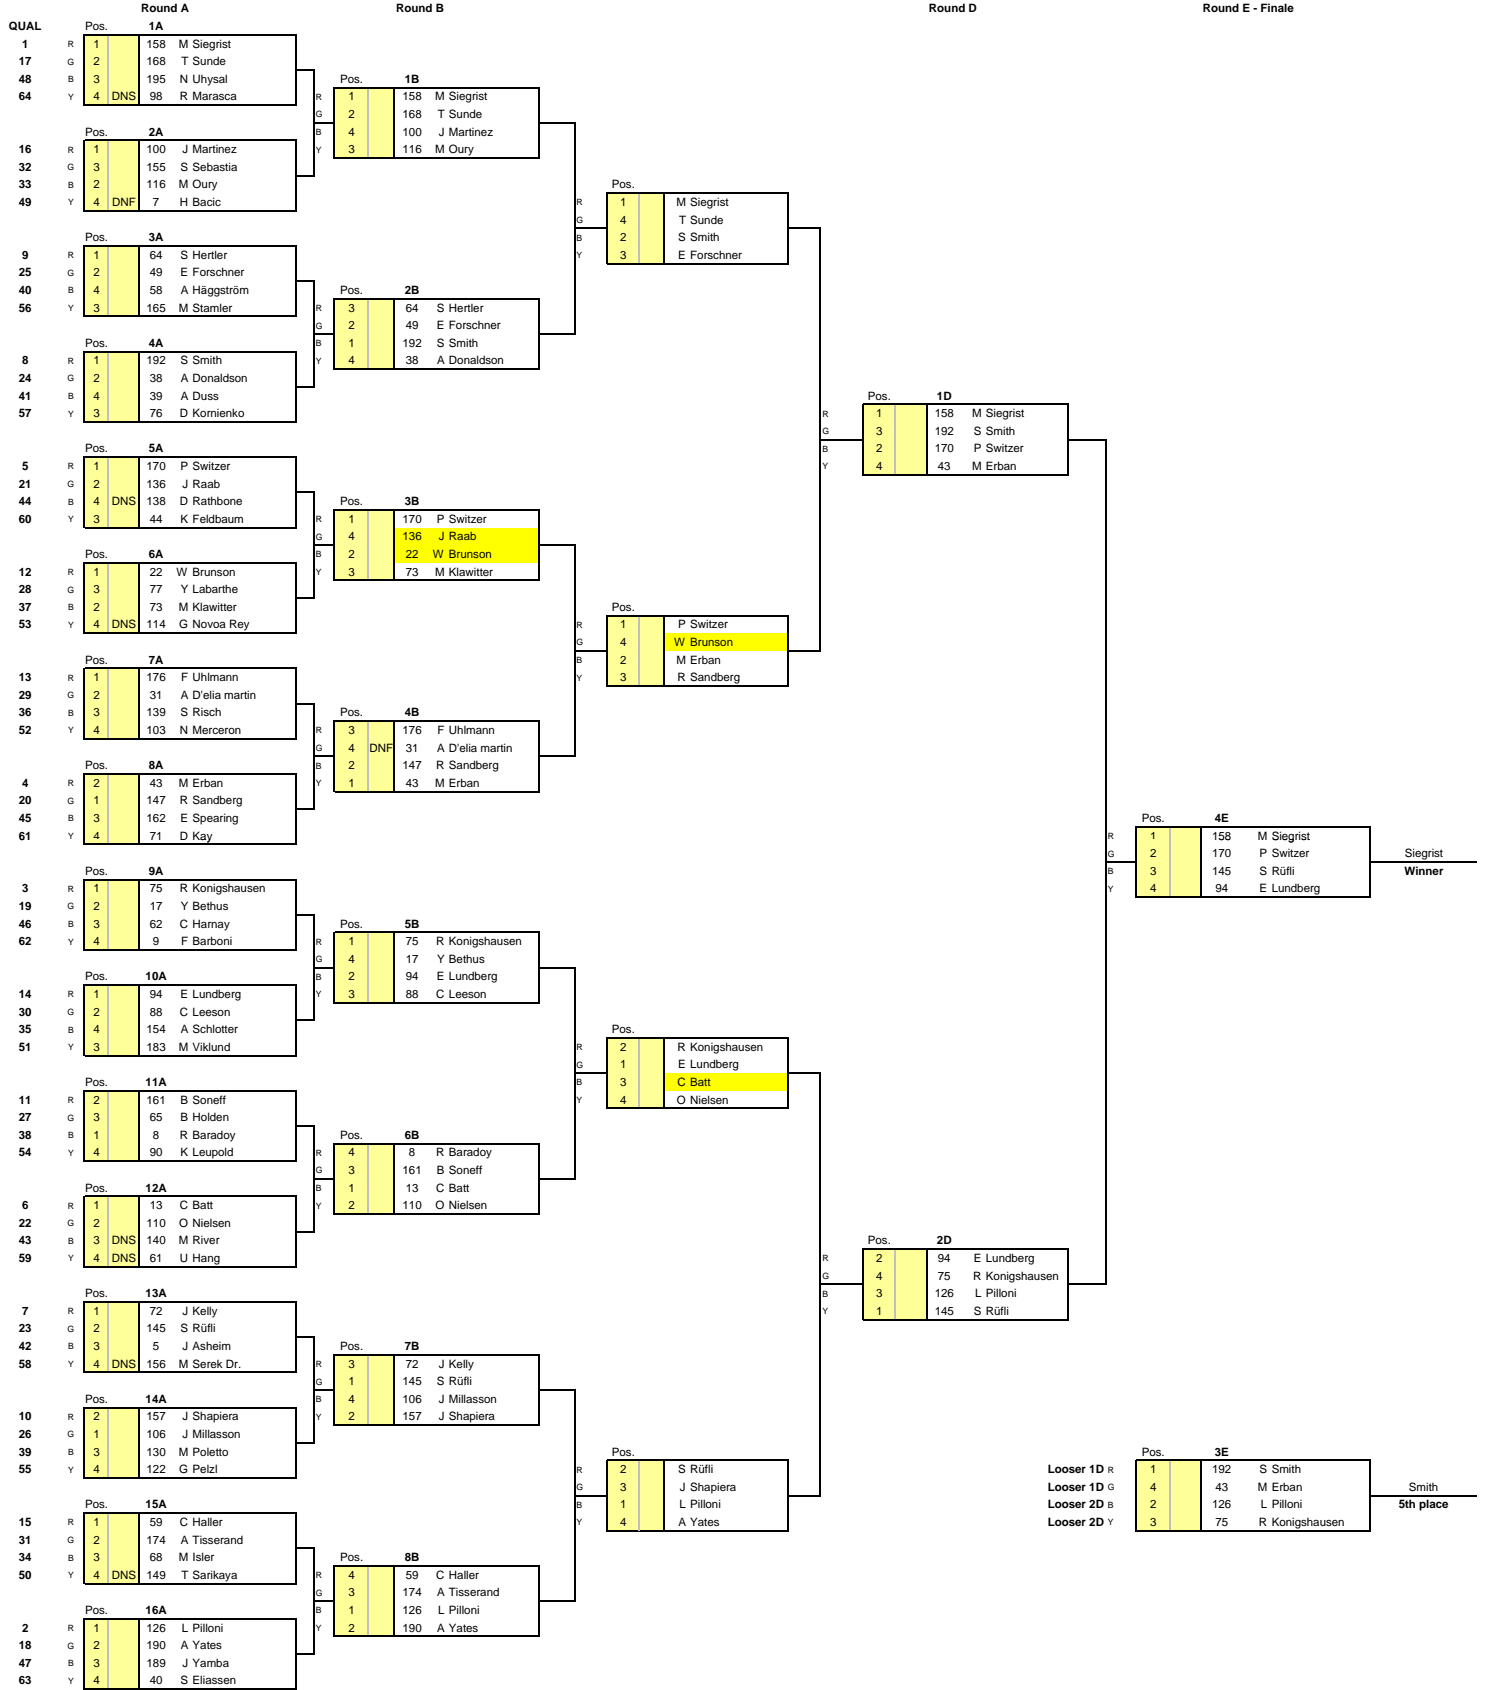 Round A Round B Round D Round E - Finale
QUAL Pos. 1A
1 R 1 158 M Siegrist
17 G 2 168 T Sunde
48 B 3 195 N Uhysal
64 Y 4 DNS 98 R Marasca
Pos. 2A
16 R 1 100 J Martinez
32 G 3 155 S Sebastia
33 B 2 116 M Oury
49 Y 4 DNF 7 H Bacic
Pos. 3A
9 R 1 64 S Hertler
25 G 2 49 E Forschner
40 B 4 58 A Häggström
56 Y 3 165 M Stamler
Pos. 4A
8 R 1 192 S Smith
24 G 2 38 A Donaldson
41 B 4 39 A Duss
57 Y 3 76 D Kornienko
Pos. 5A
5 R 1 170 P Switzer
21 G 2 136 J Raab
44 B 4 DNS 138 D Rathbone
60 Y 3 44 K Feldbaum
Pos. 6A
12 R 1 22 W Brunson
28 G 3 77 Y Labarthe
37 B 2 73 M Klawitter
53 Y 4 DNS 114 G Novoa Rey
Pos. 7A
13 R 1 176 F Uhlmann
29 G 2 31 A D'elia martin
36 B 3 139 S Risch
52 Y 4 103 N Merceron
Pos. 8A
4 R 2 43 M Erban
20 G 1 147 R Sandberg
45 B 3 162 E Spearing
61 Y 4 71 D Kay
Pos. 9A
3 R 1 75 R Konigshausen
19 G 2 17 Y Bethus
46 B 3 62 C Harnay
62 Y 4 9 F Barboni
Pos. 10A
14 R 1 94 E Lundberg
30 G 2 88 C Leeson
35 B 4 154 A Schlotter
51 Y 3 183 M Viklund
Pos. 11A
11 R 2 161 B Soneff
27 G 3 65 B Holden
38 B 1 8 R Baradoy
54 Y 4 90 K Leupold
Pos. 12A
6 R 1 13 C Batt
22 G 2 110 O Nielsen
43 B 3 DNS 140 M River
59 Y 4 DNS 61 U Hang
Pos. 13A
7 R 1 72 J Kelly
23 G 2 145 S Rüfli
42 B 3 5 J Asheim
58 Y 4 DNS 156 M Serek Dr.
Pos. 14A
10 R 2 157 J Shapiera
26 G 1 106 J Millasson
39 B 3 130 M Poletto
55 Y 4 122 G Pelzl
Pos. 15A
15 R 1 59 C Haller
31 G 2 174 A Tisserand
34 B 3 68 M Isler
50 Y 4 DNS 149 T Sarikaya
Pos. 16A
2 R 1 126 L Pilloni
18 G 2 190 A Yates
47 B 3 189 J Yamba
63 Y 4 40 S Eliassen
Pos. 1B
R 1 158 M Siegrist
G 2 168 T Sunde
B 4 100 J Martinez
Y 3 116 M Oury
Pos. 2B
R 3 64 S Hertler
G 2 49 E Forschner
B 1 192 S Smith
Y 4 38 A Donaldson
Pos. 3B
R 1 170 P Switzer
G 4 136 J Raab
B 2 22 W Brunson
Y 3 73 M Klawitter
Pos. 4B
R 3 176 F Uhlmann
G 4 DNF 31 A D'elia martin
B 2 147 R Sandberg
Y 1 43 M Erban
Pos. 5B
R 1 75 R Konigshausen
G 4 17 Y Bethus
B 2 94 E Lundberg
Y 3 88 C Leeson
Pos. 6B
R 4 8 R Baradoy
G 3 161 B Soneff
B 1 13 C Batt
Y 2 110 O Nielsen
Pos. 7B
R 3 72 J Kelly
G 1 145 S Rüfli
B 4 106 J Millasson
Y 2 157 J Shapiera
Pos. 8B
R 4 59 C Haller
G 3 174 A Tisserand
B 1 126 L Pilloni
Y 2 190 A Yates
Pos.
R 1 M Siegrist
G 4 T Sunde
B 2 S Smith
Y 3 E Forschner
Pos.
R 1 P Switzer
G 4 W Brunson
B 2 M Erban
Y 3 R Sandberg
Pos.
R 2 R Konigshausen
G 1 E Lundberg
B 3 C Batt
Y 4 O Nielsen
Pos.
R 2 S Rüfli
G 3 J Shapiera
B 1 L Pilloni
Y 4 A Yates
Pos. 1D
R 1 158 M Siegrist
G 3 192 S Smith
B 2 170 P Switzer
Y 4 43 M Erban
Pos. 2D
R 2 94 E Lundberg
G 4 75 R Konigshausen
B 3 126 L Pilloni
Y 1 145 S Rüfli
Pos. 4E
R 1 158 M Siegrist
G 2 170 P Switzer Siegrist
B 3 145 S Rüfli Winner
Y 4 94 E Lundberg
Pos. 3E
Looser 1D R 1 192 S Smith
Looser 1D G 4 43 M Erban Smith
Looser 2D B 2 126 L Pilloni 5th place
Looser 2D Y 3 75 R Konigshausen